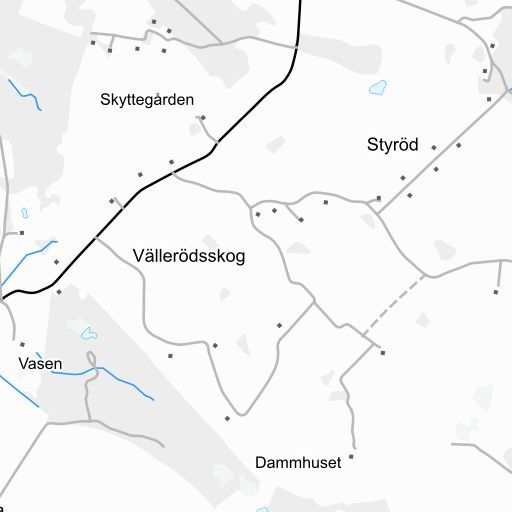 Skyttegården
Styröd
Vällerödsskog
Vasen
Dammhuset